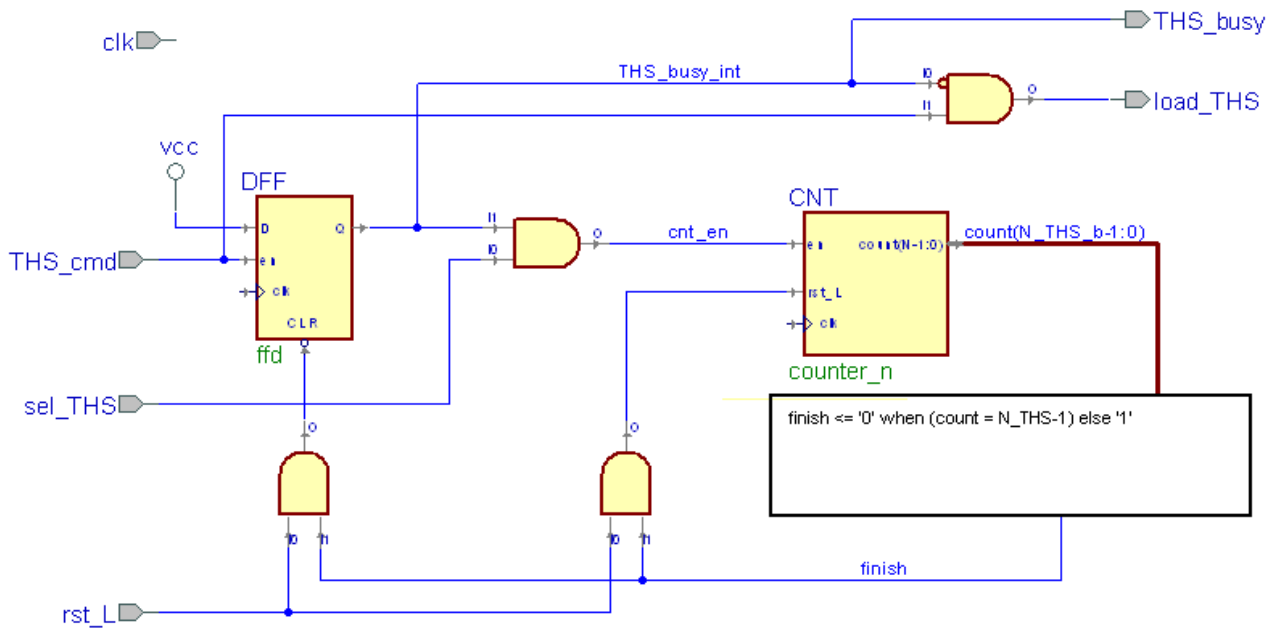 THS_busy
clk
THS_busy_int
I0
O
load_THS
I1
VCC
DFF
CNT
D
Q
I1
O
cnt_en
en
count(N-1:0)
count(N_THS_b-1:0)
THS_cmd
en
I0
clk
rst_L
CLR
clk
ffd
counter_n
sel_THS
finish <= '0' when (count = N_THS-1) else '1'
O
O
I0
I1
I0
I1
finish
rst_L